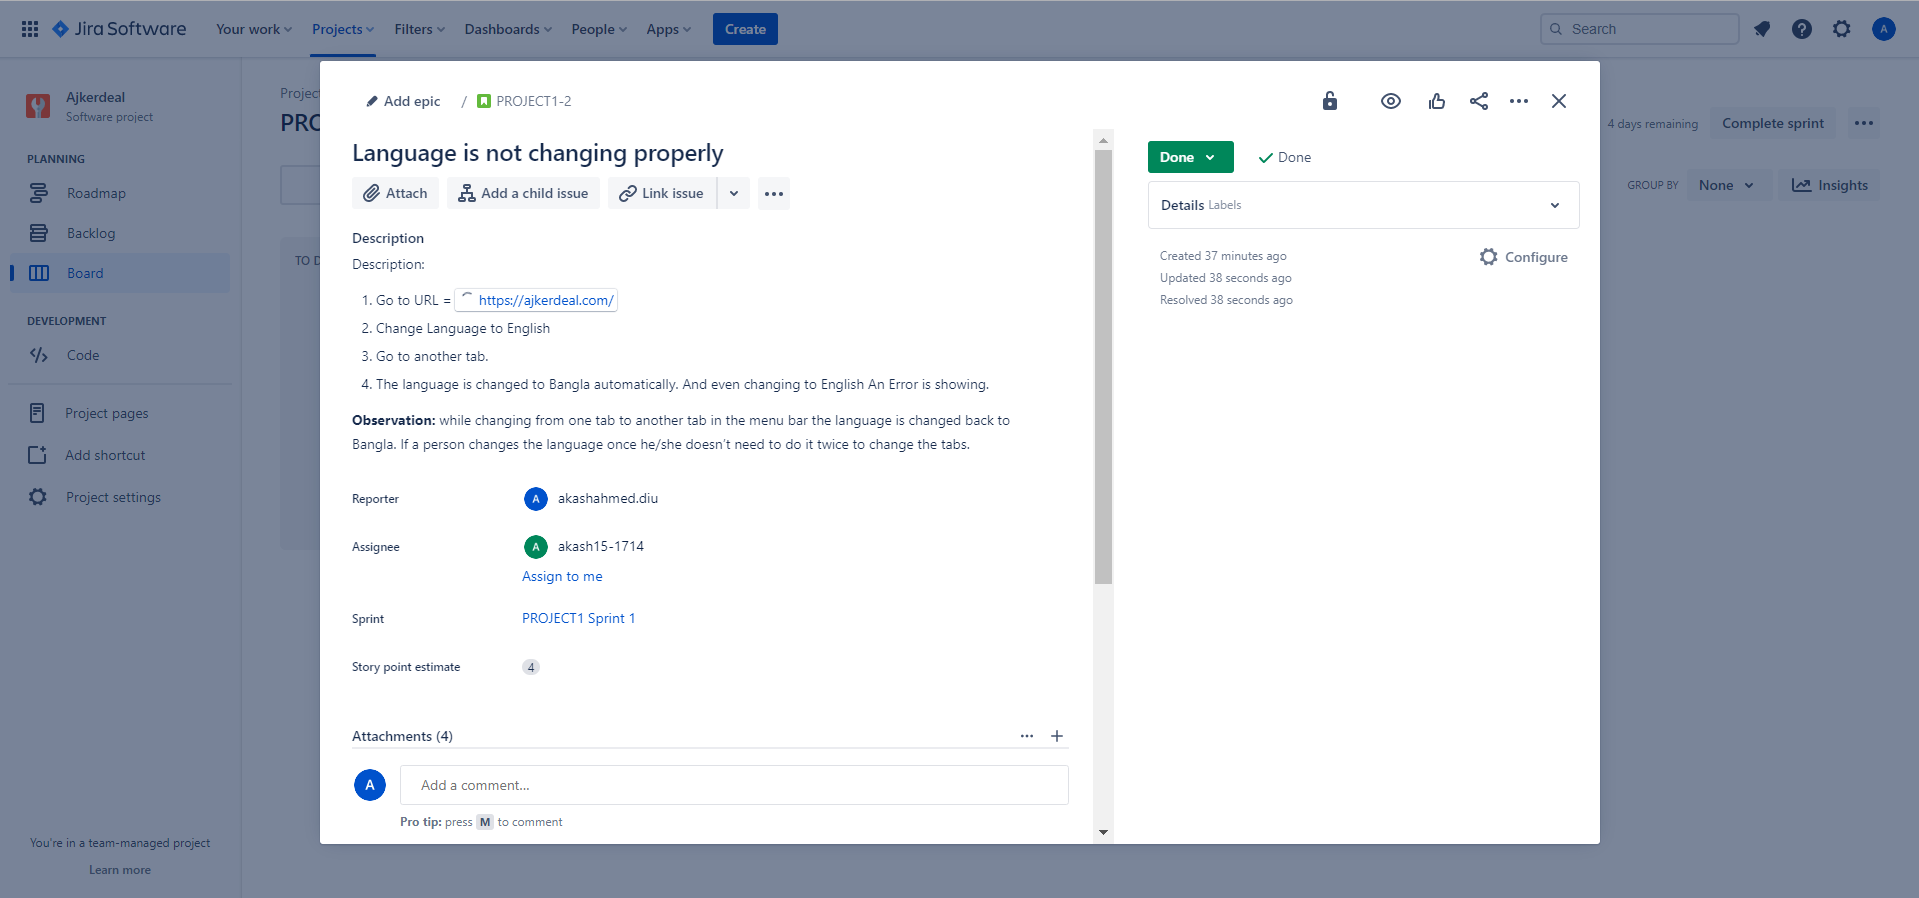 Jira Software
Your work
Projects
Filters
Dashboards
People
Apps
Create
Search
A
Ajkerdeal
Software project
PLANNING
Roadmap
Backlog
Board
DEVELOPMENT
Code
Project pages
Add shortcut
Project settings
You're in a team-managed project
Learn more
Projec
PRO
TO D
4 days remaining
Complete sprint
GROUP BY
None
Insights
Add epic / PROJECT1-2
Language is not changing properly
Attach
Add a child issue
Link issue
Description
Description:
1. Go to URL = https://ajkerdeal.com/
2. Change Language to English
3. Go to another tab.
4. The language is changed to Bangla automatically. And even changing to English An Error is showing.
Observation: while changing from one tab to another tab in the menu bar the language is changed back to
Bangla. If a person changes the language once he/she doesn't need to do it twice to change the tabs.
Reporter
A akashahmed.diu
Assignee
A akash15-1714
Assign to me
Sprint
PROJECT1 Sprint 1
Story point estimate
4
Attachments (4)
A
Add a comment...
Pro tip: press M to comment
Done
Done
Details Labels
Created 37 minutes ago
Updated 38 seconds ago
Resolved 38 seconds ago
Configure